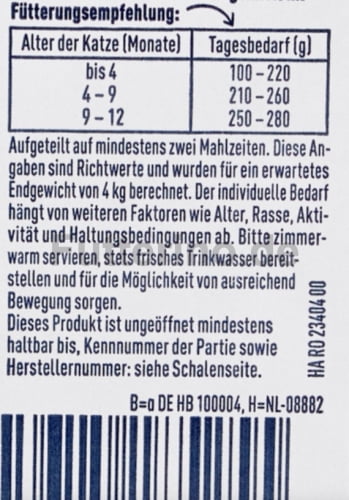 Fütterungsempfehlung:
Alter der Katze (Monate) Tagesbedarf (g)
bis 4 100 – 220
4 – 9 210 – 260
9 – 12 250 – 280
Aufgeteilt auf mindestens zwei Mahlzeiten. Diese An-
gaben sind Richtwerte und wurden für ein erwartetes
Endgewicht von 4 kg berechnet. Der individuelle Bedarf
hängt von weiteren Faktoren wie Alter, Rasse, Akti-
vität und Haltungsbedingungen ab. Bitte zimmer-
warm servieren, stets frisches Trinkwasser bereit-
stellen und für die Möglichkeit von ausreichend
Bewegung sorgen.
Dieses Produkt ist ungeöffnet mindestens
haltbar bis, Kennnummer der Partie sowie
Herstellernummer: siehe Schalenseite.
HA RO 23404 00
B=α DE HB 100004, H=NL-08882